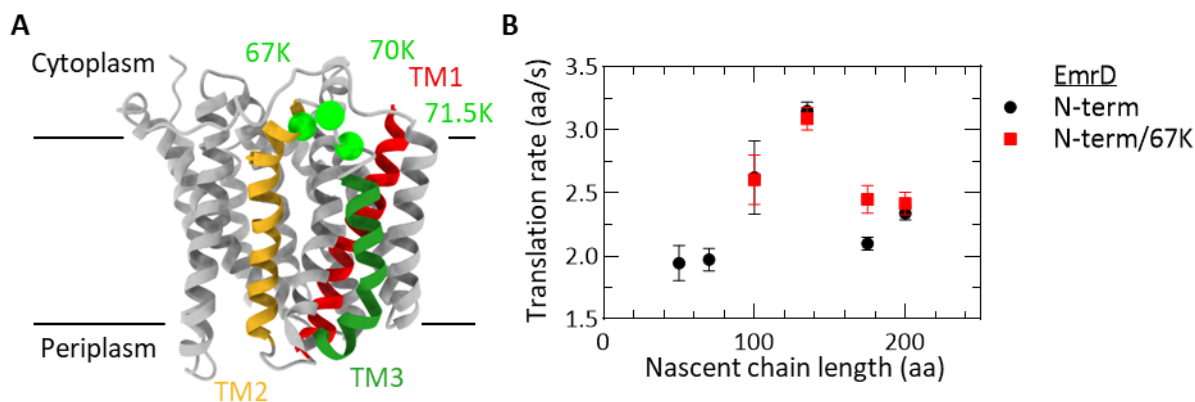 A
67K
70K
Cytoplasm
TM1
71.5K
Periplasm
TM2
TM3
B
3.5
3.0
2.5
2.0
1.5
Translation rate (aa/s)
0
100
200
Nascent chain length (aa)
EmrD
N-term
N-term/67K